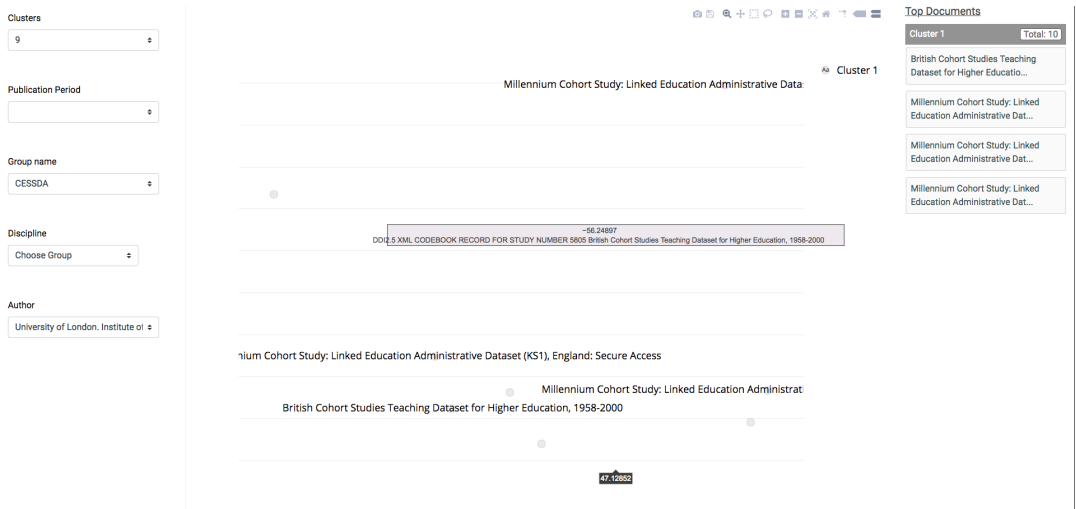 Clusters
9
Publication Period
Group name
CESSDA
Discipline
Choose Group
Author
University of London. Institute of
Aa Cluster 1
Millennium Cohort Study: Linked Education Administrative Data
−56.24897
DDI2.5 XML CODEBOOK RECORD FOR STUDY NUMBER 5805 British Cohort Studies Teaching Dataset for Higher Education, 1958-2000
nium Cohort Study: Linked Education Administrative Dataset (KS1), England: Secure Access
Millennium Cohort Study: Linked Education Administrati
British Cohort Studies Teaching Dataset for Higher Education, 1958-2000
47.12852
Top Documents
Cluster 1 Total: 10
British Cohort Studies Teaching
Dataset for Higher Educatio...
Millennium Cohort Study: Linked
Education Administrative Dat...
Millennium Cohort Study: Linked
Education Administrative Dat...
Millennium Cohort Study: Linked
Education Administrative Dat...